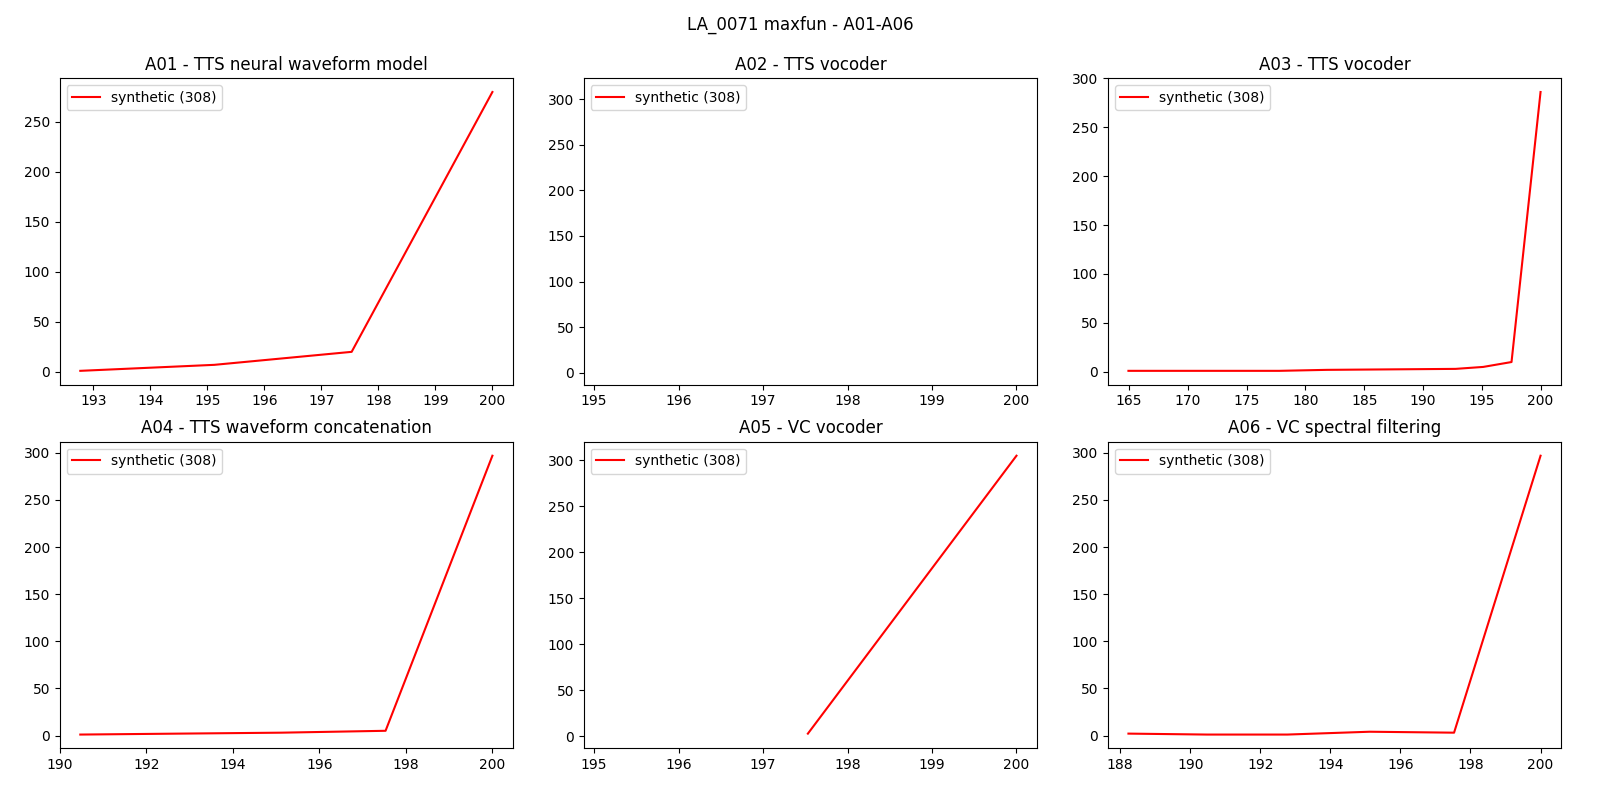 LA_0071 maxfun - A01-A06
A01 - TTS neural waveform model
synthetic (308)
250
200
150
100
50
0
193 194 195 196 197 198 199 200
A02 - TTS vocoder
synthetic (308)
300
250
200
150
100
50
0
195 196 197 198 199 200
A03 - TTS vocoder
synthetic (308)
300
250
200
150
100
50
0
165 170 175 180 185 190 195 200
A04 - TTS waveform concatenation
synthetic (308)
300
250
200
150
100
50
0
190 192 194 196 198 200
A05 - VC vocoder
synthetic (308)
300
250
200
150
100
50
0
195 196 197 198 199 200
A06 - VC spectral filtering
synthetic (308)
300
250
200
150
100
50
0
188 190 192 194 196 198 200